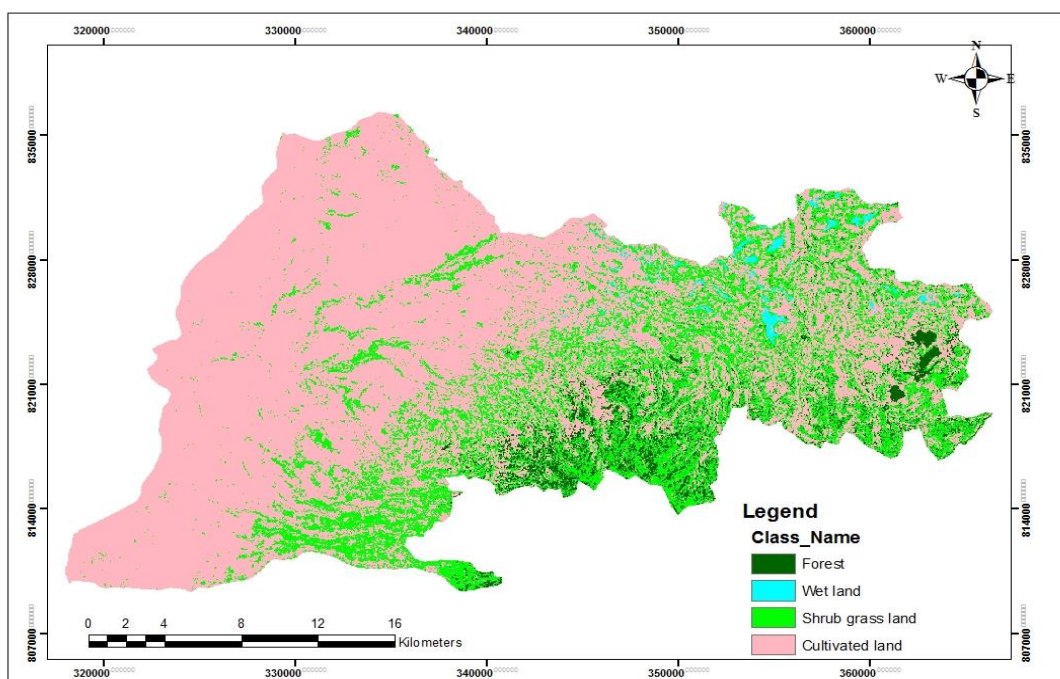 320000 330000 340000 350000 360000
N
W E
S
835000 835000
828000 828000
821000 821000
814000 814000
807000 807000
Legend
Class_Name
Forest
Wet land
Shrub grass land
Cultivated land
0 2 4 8 12 16
Kilometers
320000 330000 340000 350000 360000